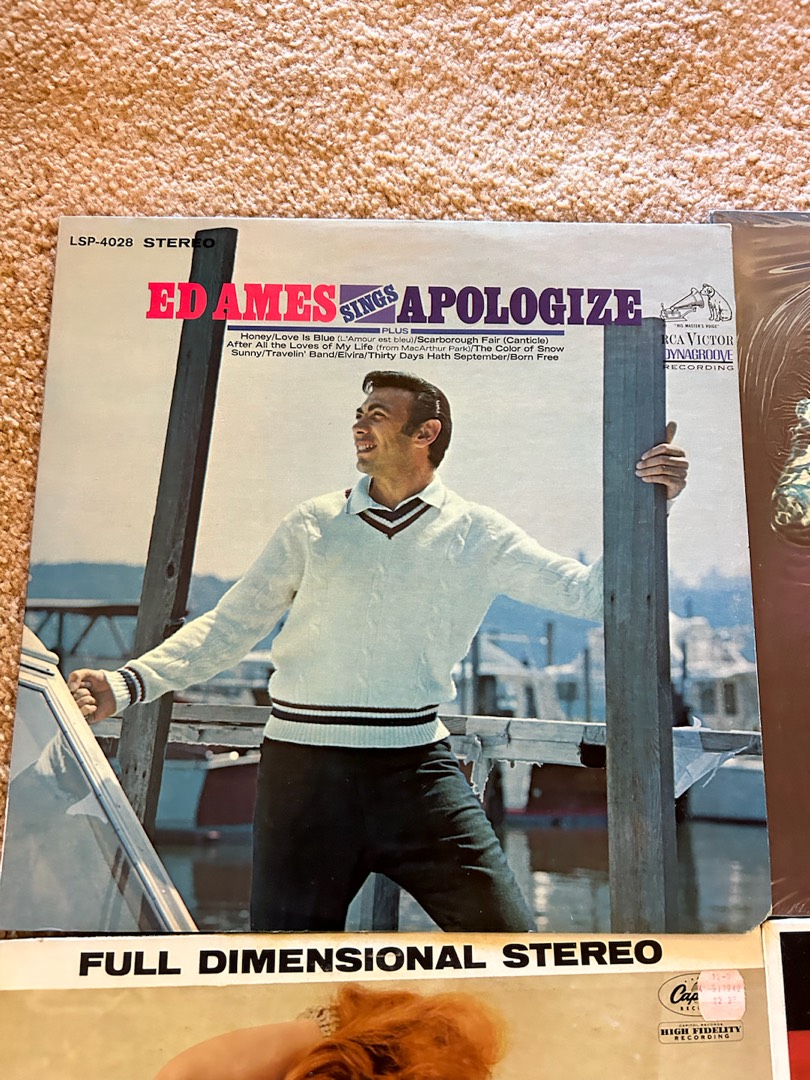 LSP-4028 STEREO
ED AMES SINGS APOLOGIZE
PLUS
Honey/Love Is Blue (L'Amour est bleu)/Scarborough Fair (Canticle)
After All the Loves of My Life (from MacArthur Park)/The Color of Snow
Sunny/Travelin' Band/Elvira/Thirty Days Hath September/Born Free
"HIS MASTER'S VOICE"
RCA VICTOR
DYNAGROOVE
RECORDING
FULL DIMENSIONAL STEREO
CAPITOL RECORDS
HIGH FIDELITY
RECORDING